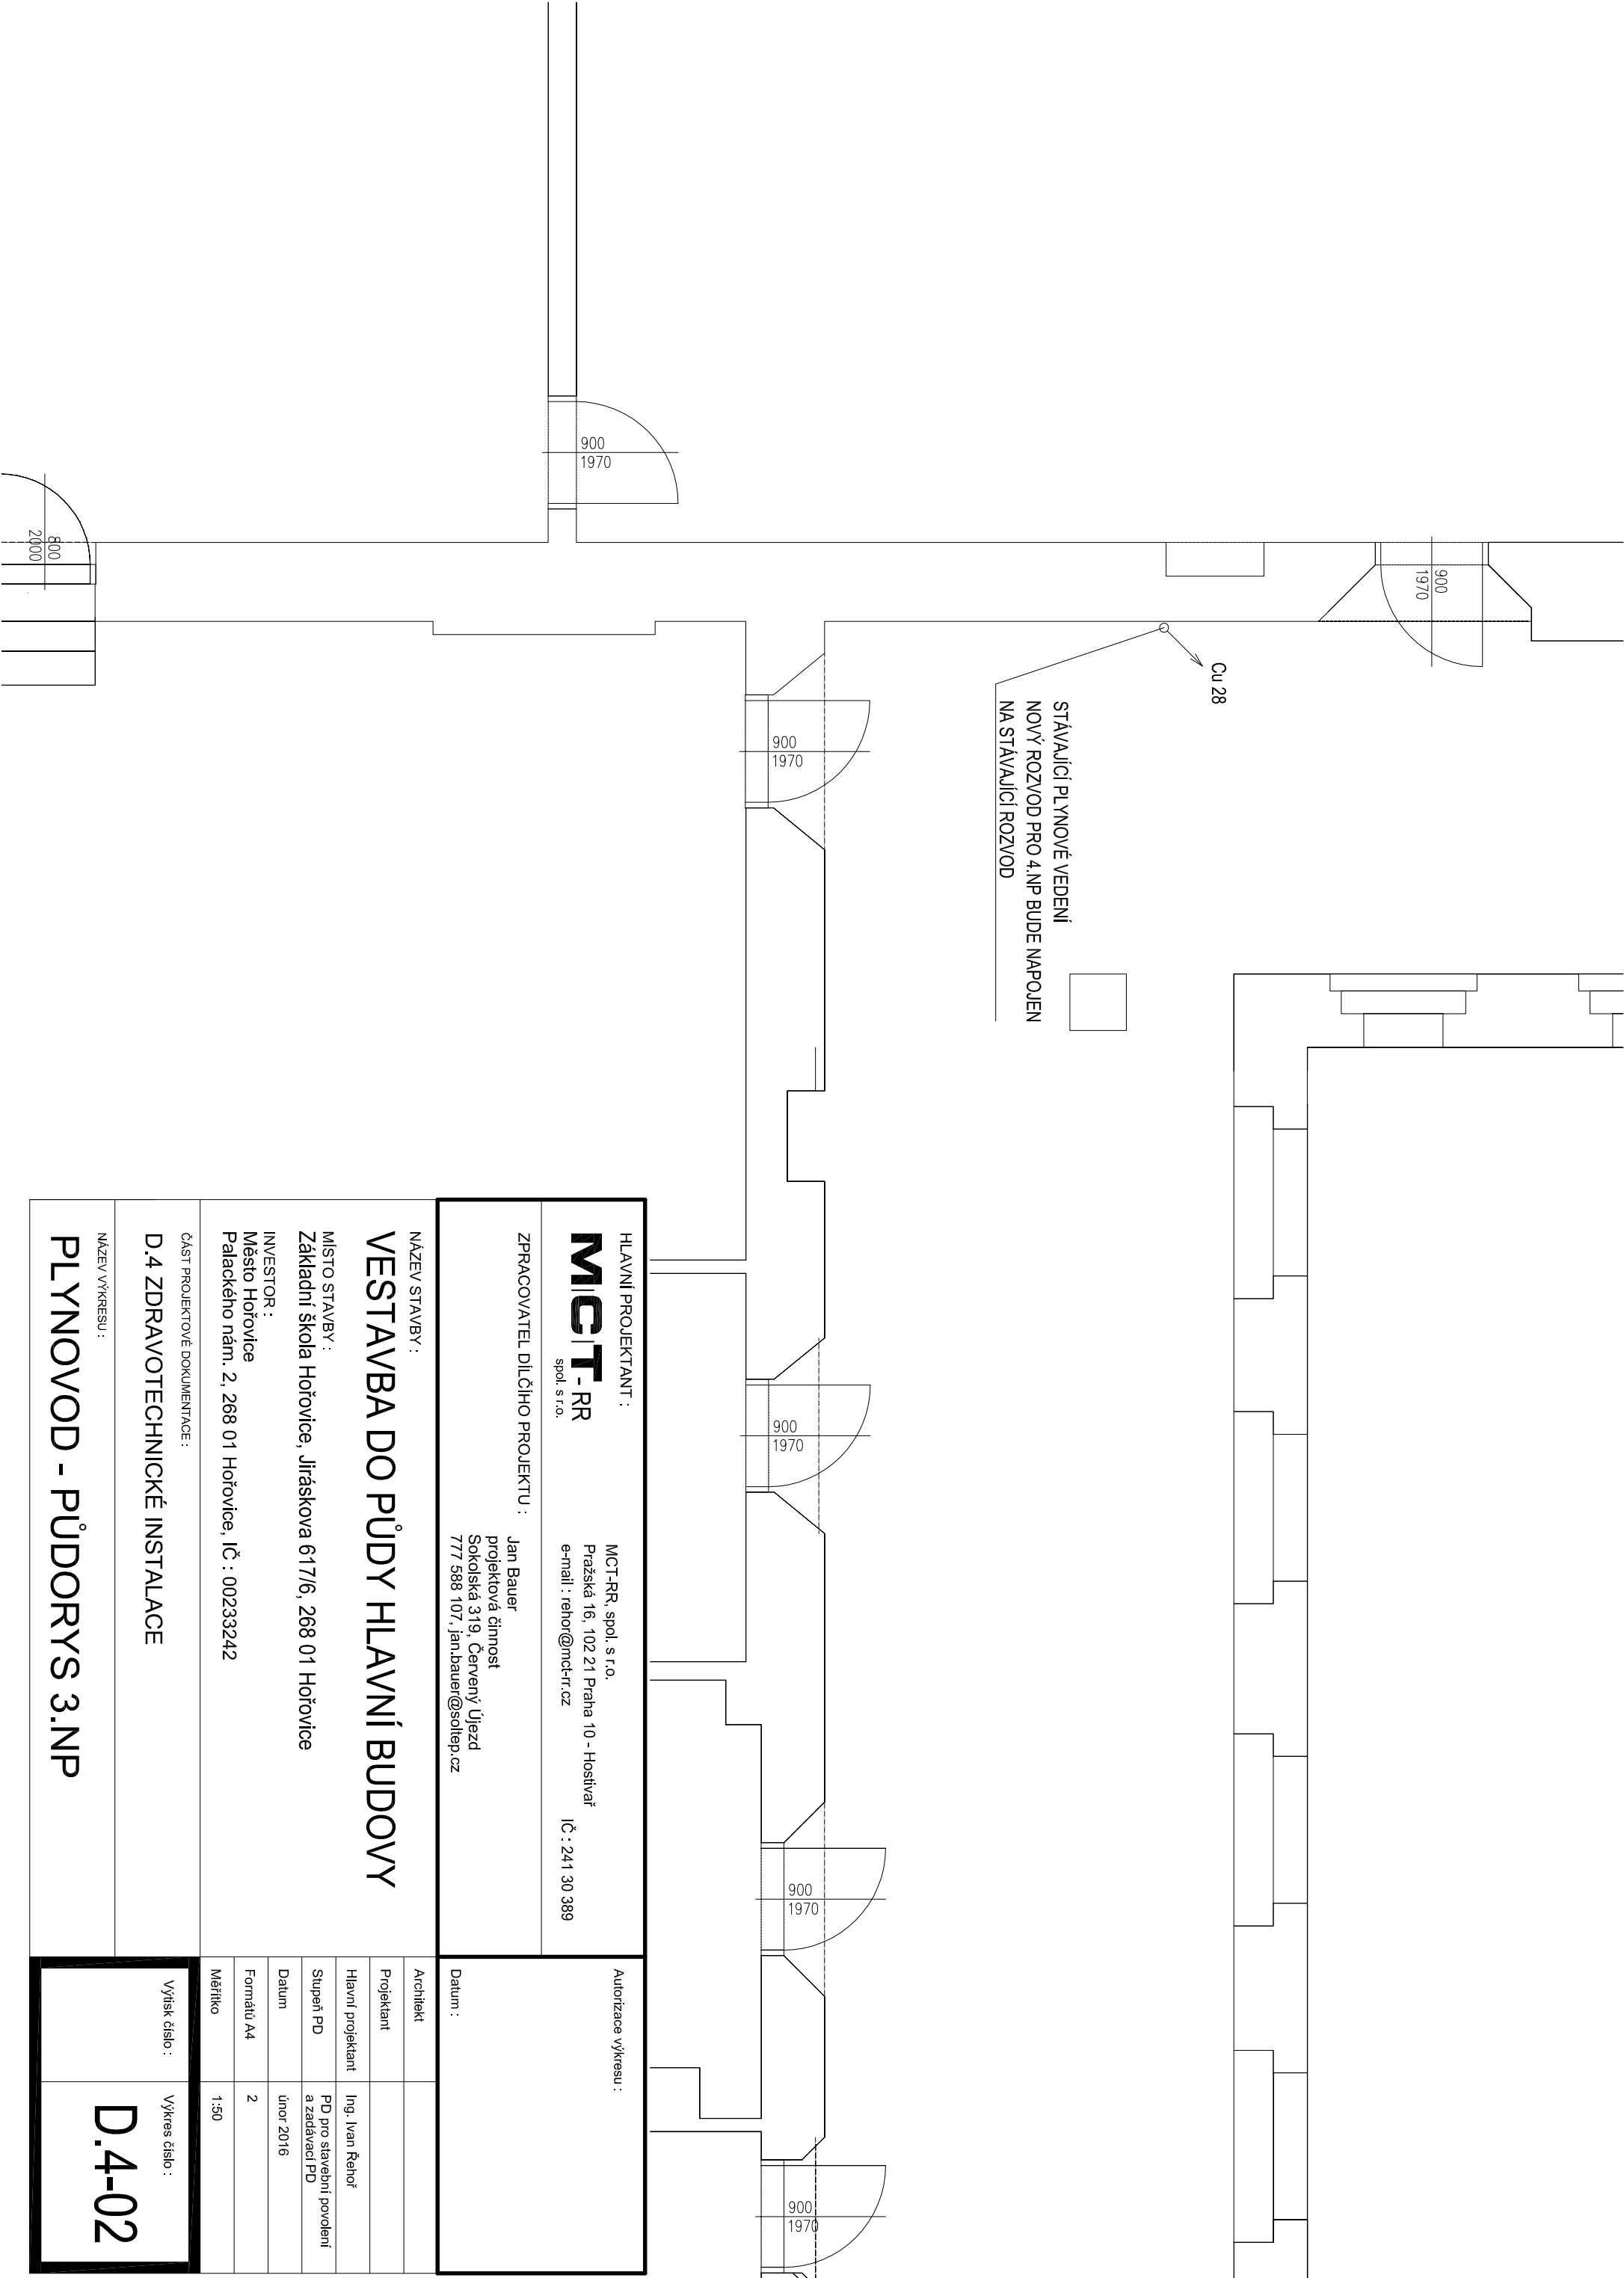 900
1970
800
2000
900
1970
Cu 28
STÁVAJÍCÍ PLYNOVÉ VEDENÍ
NOVÝ ROZVOD PRO 4.NP BUDE NAPOJEN
NA STÁVAJÍCÍ ROZVOD
900
1970
900
1970
900
1970
900
1970
HLAVNÍ PROJEKTANT :
MCT - RR
spol. s r.o.
MCT-RR, spol. s r.o.
Pražská 16, 102 21 Praha 10 - Hostivař
e-mail : rehor@mct-rr.cz
IČ : 241 30 389
ZPRACOVATEL DÍLČÍHO PROJEKTU :
Jan Bauer
projektová činnost
Sokolská 319, Červený Újezd
777 588 107, jan.bauer@soltep.cz
Autorizace výkresu :
Datum :
NÁZEV STAVBY :
VESTAVBA DO PŮDY HLAVNÍ BUDOVY
MÍSTO STAVBY :
Základní škola Hořovice, Jiráskova 617/6, 268 01 Hořovice
INVESTOR :
Město Hořovice
Palackého nám. 2, 268 01 Hořovice, IČ : 00233242
Architekt
Projektant
Hlavní projektant Ing. Ivan Řehoř
Stupeň PD PD pro stavební povolení
a zadávací PD
Datum únor 2016
Formátů A4 2
Měřítko 1:50
ČÁST PROJEKTOVÉ DOKUMENTACE :
D.4 ZDRAVOTECHNICKÉ INSTALACE
NÁZEV VÝKRESU :
PLYNOVOD - PŮDORYS 3.NP
Výtisk číslo :
Výkres číslo :
D.4-02